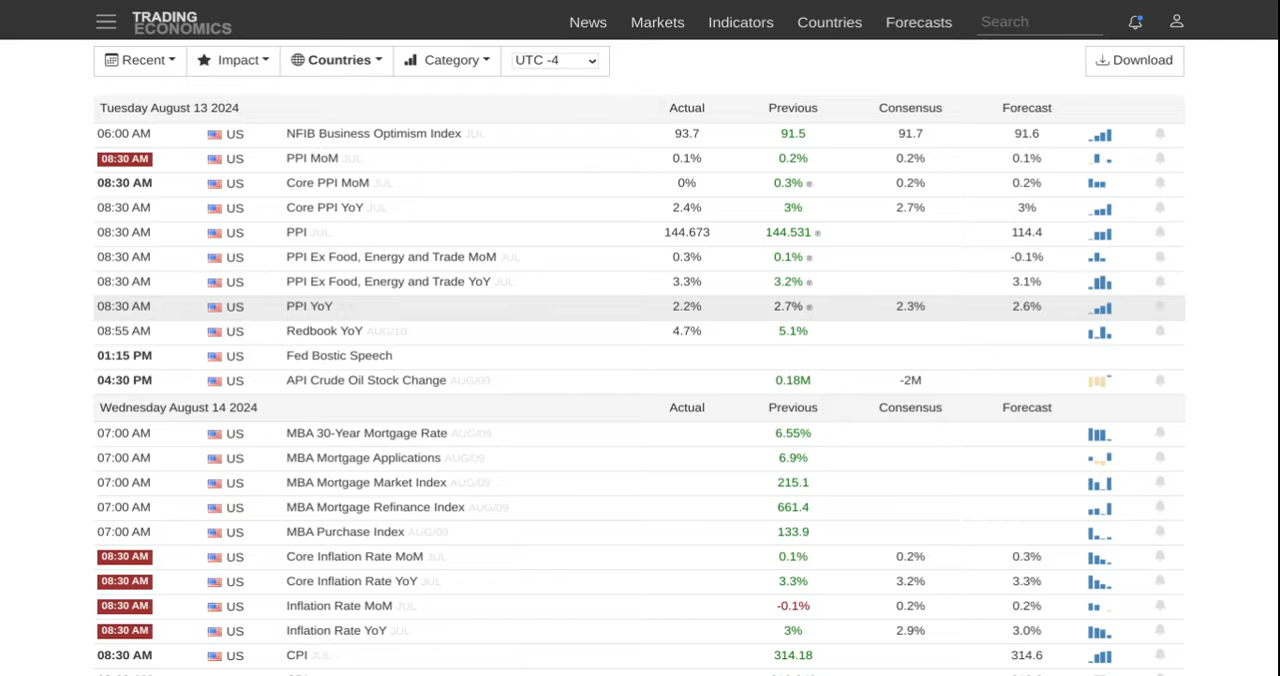 TRADING
ECONOMICS
News Markets Indicators Countries Forecasts Search
Recent Impact Countries Category UTC -4 Download
Tuesday August 13 2024 Actual Previous Consensus Forecast
06:00 AM US NFIB Business Optimism Index JUL 93.7 91.5 91.7 91.6
08:30 AM US PPI MoM JUL 0.1% 0.2% 0.2% 0.1%
08:30 AM US Core PPI MoM JUL 0% 0.3% ® 0.2% 0.2%
08:30 AM US Core PPI YoY JUL 2.4% 3% 2.7% 3%
08:30 AM US PPI JUL 144.673 144.531 ® 114.4
08:30 AM US PPI Ex Food, Energy and Trade MoM JUL 0.3% 0.1% ® -0.1%
08:30 AM US PPI Ex Food, Energy and Trade YoY JUL 3.3% 3.2% ® 3.1%
08:30 AM US PPI YoY JUL 2.2% 2.7% ® 2.3% 2.6%
08:55 AM US Redbook YoY AUG/10 4.7% 5.1%
01:15 PM US Fed Bostic Speech
04:30 PM US API Crude Oil Stock Change AUG/09 0.18M -2M
Wednesday August 14 2024 Actual Previous Consensus Forecast
07:00 AM US MBA 30-Year Mortgage Rate AUG/09 6.55%
07:00 AM US MBA Mortgage Applications AUG/09 6.9%
07:00 AM US MBA Mortgage Market Index AUG/09 215.1
07:00 AM US MBA Mortgage Refinance Index AUG/09 661.4
07:00 AM US MBA Purchase Index AUG/09 133.9
08:30 AM US Core Inflation Rate MoM JUL 0.1% 0.2% 0.3%
08:30 AM US Core Inflation Rate YoY JUL 3.3% 3.2% 3.3%
08:30 AM US Inflation Rate MoM JUL -0.1% 0.2% 0.2%
08:30 AM US Inflation Rate YoY JUL 3% 2.9% 3.0%
08:30 AM US CPI JUL 314.18 314.6